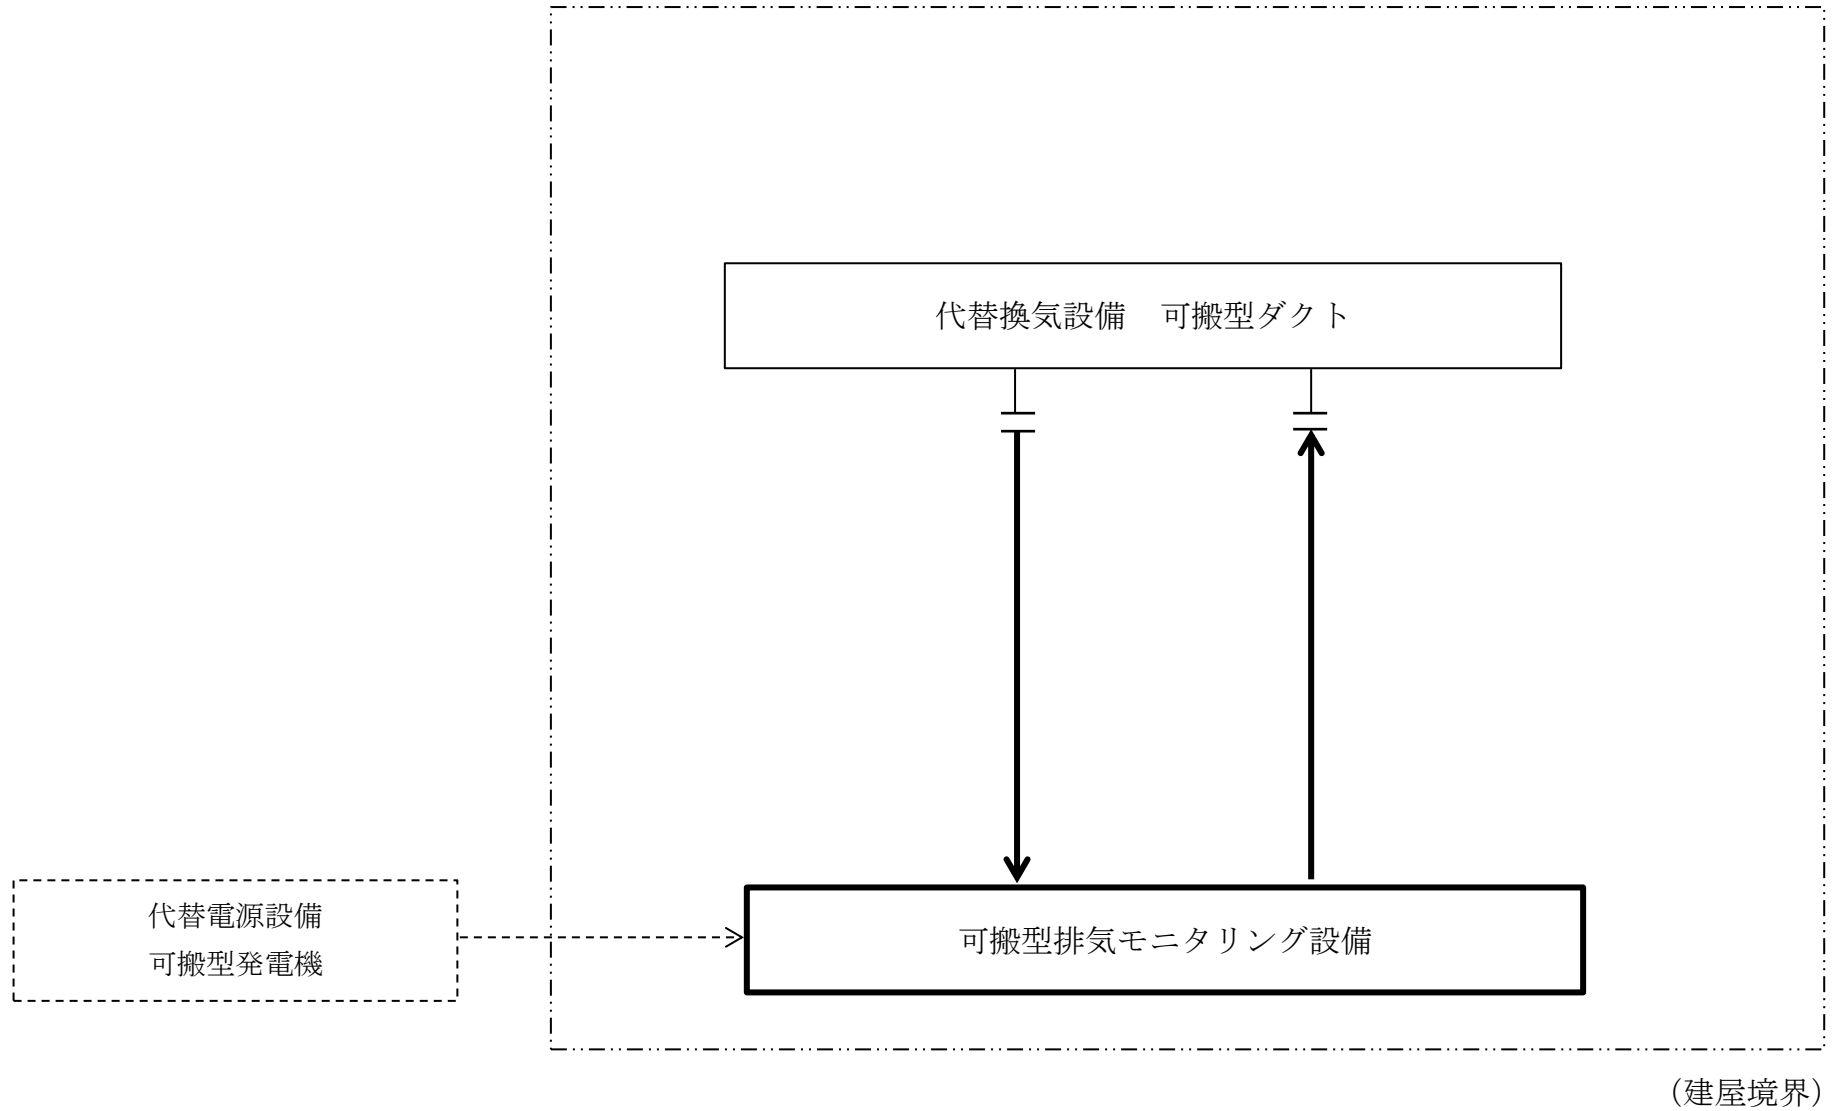 代替換気設備　可搬型ダクト
代替電源設備
可搬型発電機
可搬型排気モニタリング設備
（建屋境界）